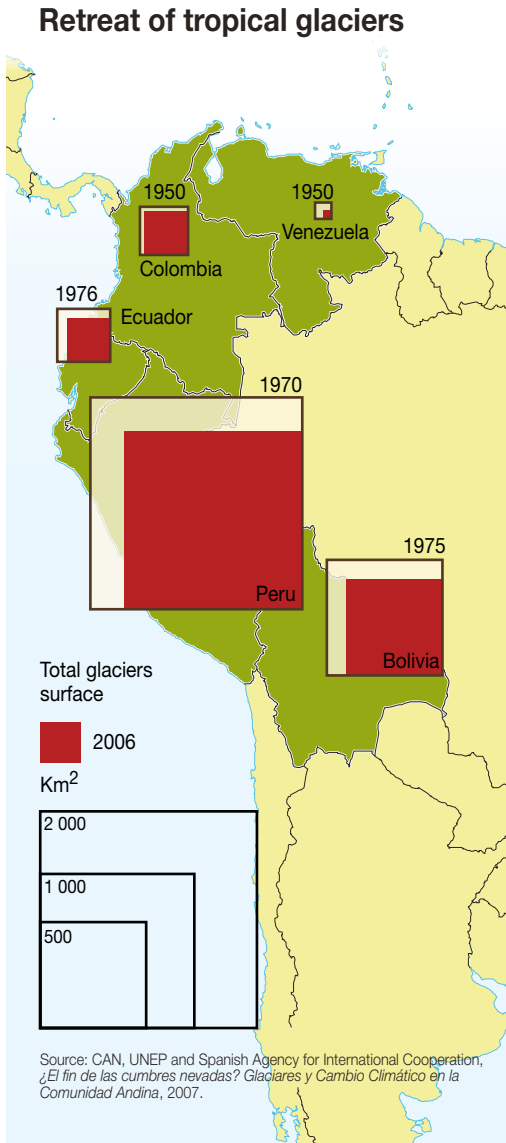 Retreat of tropical glaciers
1950
1950
Venezuela
Colombia
1976
Ecuador
1970
Peru
1975
Bolivia
Total glaciers
surface
2006
Km²
2 000
1 000
500
Source: CAN, UNEP and Spanish Agency for International Cooperation,
¿El fin de las cumbres nevadas? Glaciares y Cambio Climático en la
Comunidad Andina, 2007.